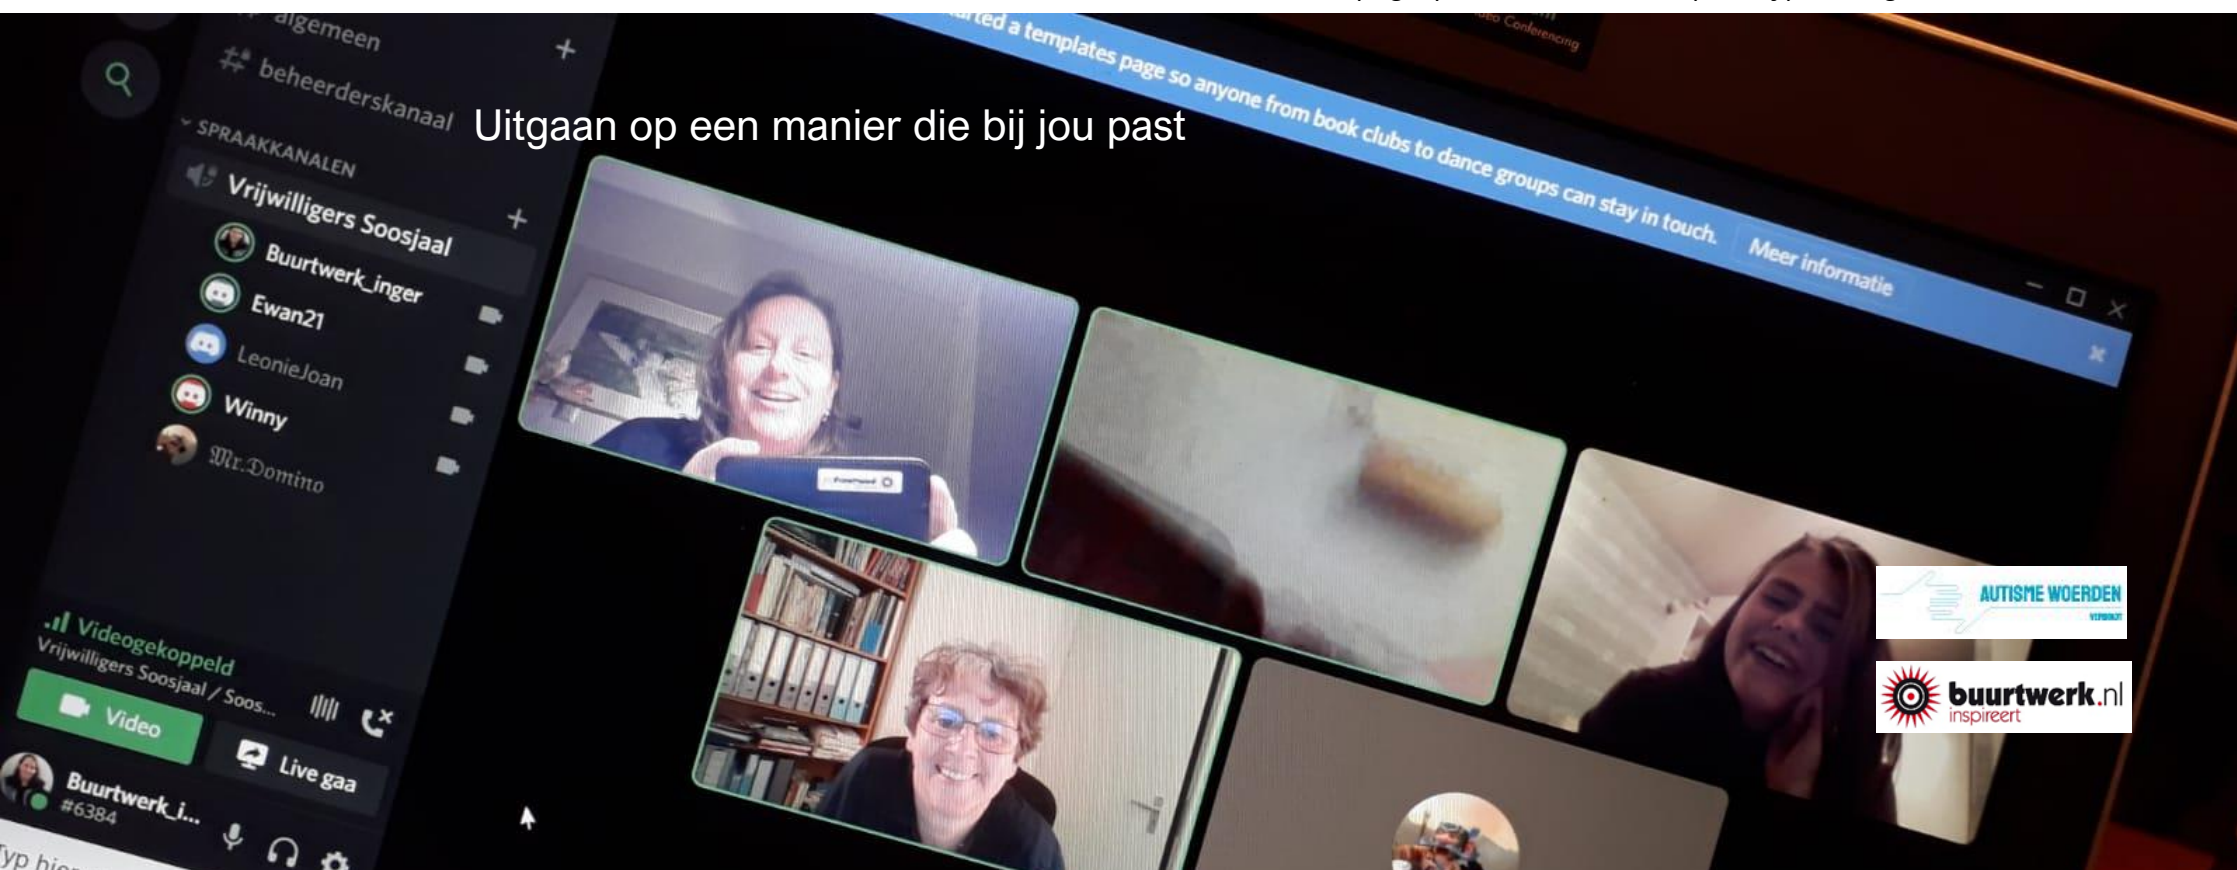 algemeen
beheerderskanaal
SPRAAKKANALEN
Vrijwilligers Soosjaal
Buurtwerk_inger
Ewan21
LeonieJoan
Winny
Mr.Domino
Videogekoppeld
Vrijwilligers Soosjaal / Soos...
Video
Live gaa
Buurtwerk_i...
#6384
Uitgaan op een manier die bij jou past
Conferencing
a templates page so anyone from book clubs to dance groups can stay in touch.
Meer informatie
AUTISME WOERDEN
buurtwerk.nl
inspireert